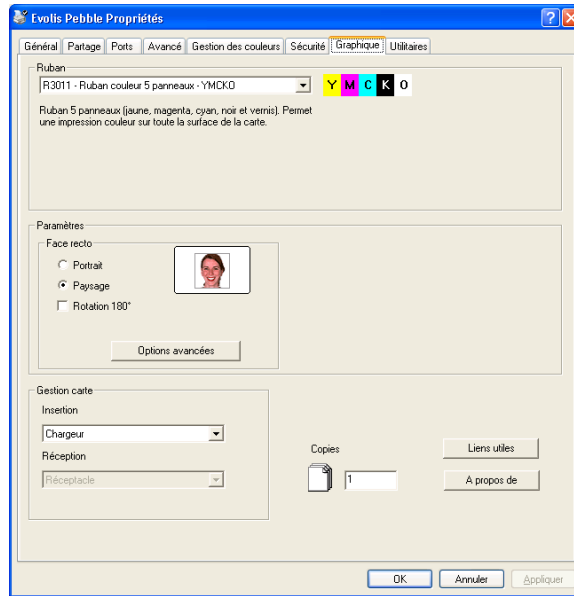 Evolis Pebble Propriétés
Général Partage Ports Avancé Gestion des couleurs Sécurité Graphique Utilitaires
Ruban
R3011 - Ruban couleur 5 panneaux - YMCKO
Y M C K O
Ruban 5 panneaux (jaune, magenta, cyan, noir et vernis). Permet
une impression couleur sur toute la surface de la carte.
Paramètres
Face recto
Portrait
Paysage
Rotation 180°
Options avancées
Gestion carte
Insertion
Chargeur
Réception
Réceptacle
Copies
1
Liens utiles
A propos de
OK Annuler Appliquer